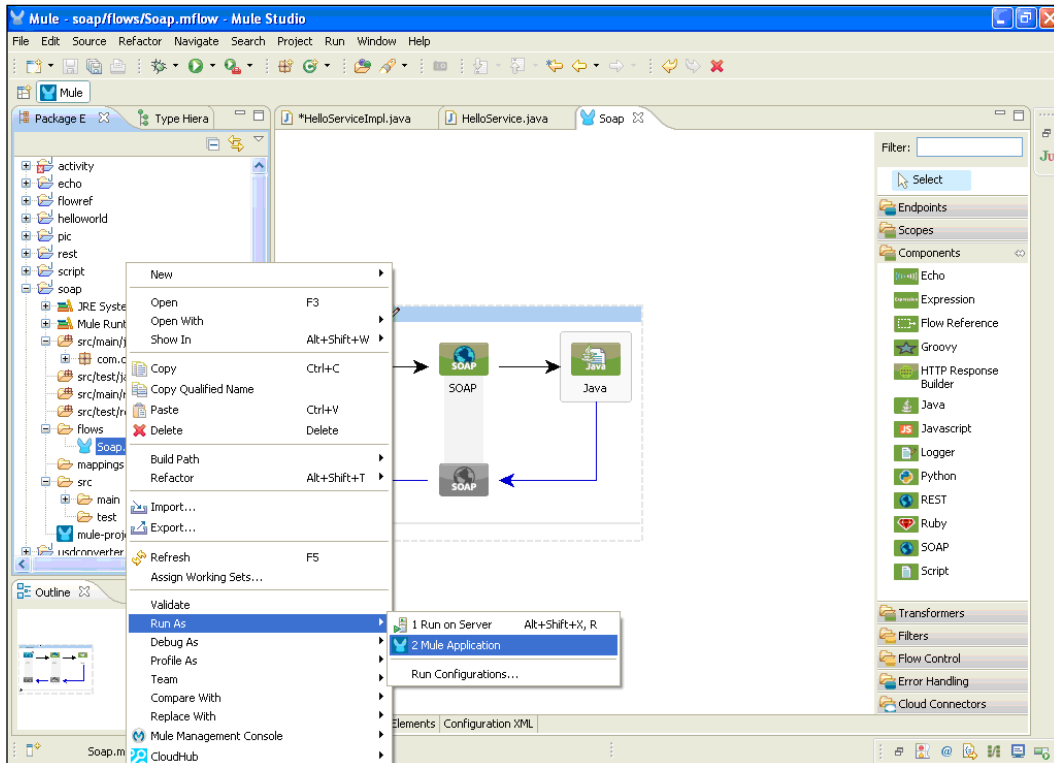 Mule - soap/flows/Soap.mflow - Mule Studio
File Edit Source Refactor Navigate Search Project Run Window Help
Mule
Package E
Type Hiera
*HelloServiceImpl.java
HelloService.java
Soap
activity
echo
flowref
helloworld
pic
rest
script
soap
JRE Syste
Mule Runt
src/main/j
com.c
src/test/ja
src/main/r
src/test/re
flows
Soap.
mappings
src
main
test
mule-proj
usdconverter
Outline
New
Open F3
Open With
Show In Alt+Shift+W
Copy Ctrl+C
Copy Qualified Name
Paste Ctrl+V
Delete Delete
Build Path
Refactor Alt+Shift+T
Import...
Export...
Refresh F5
Assign Working Sets...
Validate
Run As
Debug As
Profile As
Team
Compare With
Replace With
Mule Management Console
CloudHub
1 Run on Server Alt+Shift+X, R
2 Mule Application
Run Configurations...
SOAP
SOAP
Java
Java
SOAP
Elements
Configuration XML
Filter:
Select
Endpoints
Scopes
Components
Echo
Expression
Flow Reference
Groovy
HTTP Response
Builder
Java
JS Javascript
Logger
Python
REST
Ruby
SOAP
Script
Transformers
Filters
Flow Control
Error Handling
Cloud Connectors
Ju
Soap.m